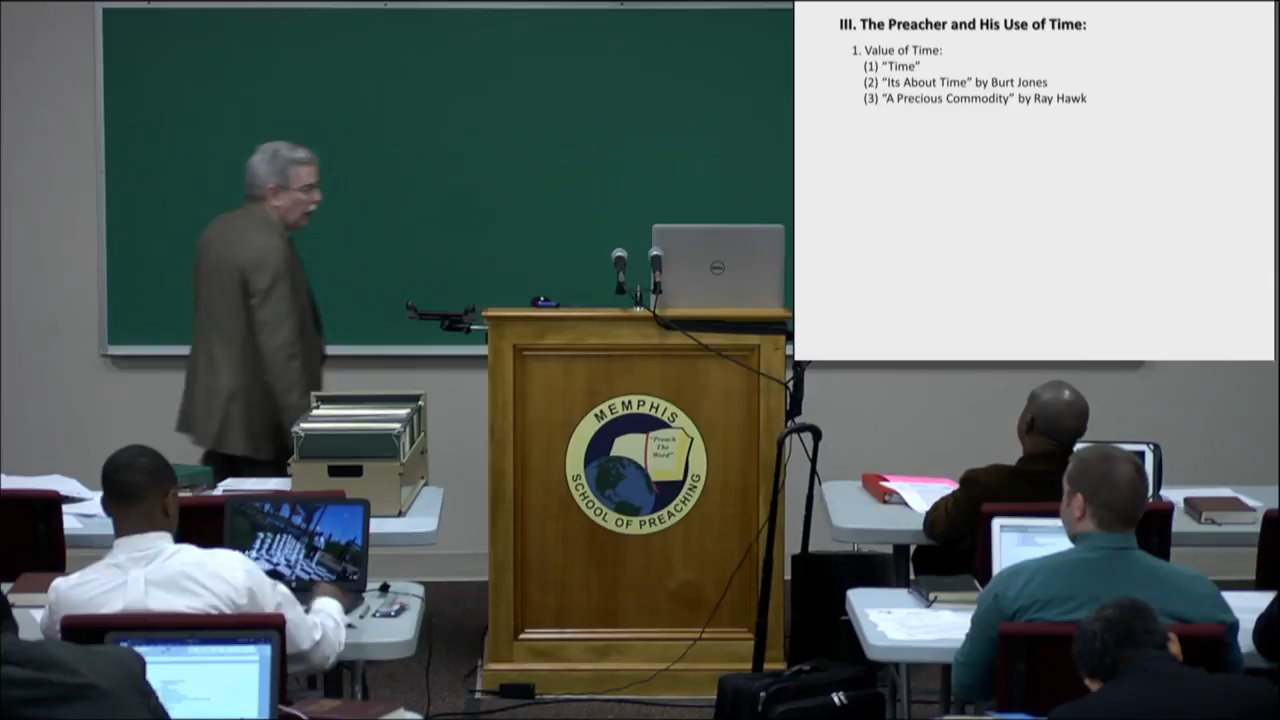 III. The Preacher and His Use of Time:
1. Value of Time:
(1) “Time”
(2) “Its About Time” by Burt Jones
(3) “A Precious Commodity” by Ray Hawk
DELL
MEMPHIS
"Preach
The
Word"
SCHOOL OF PREACHING